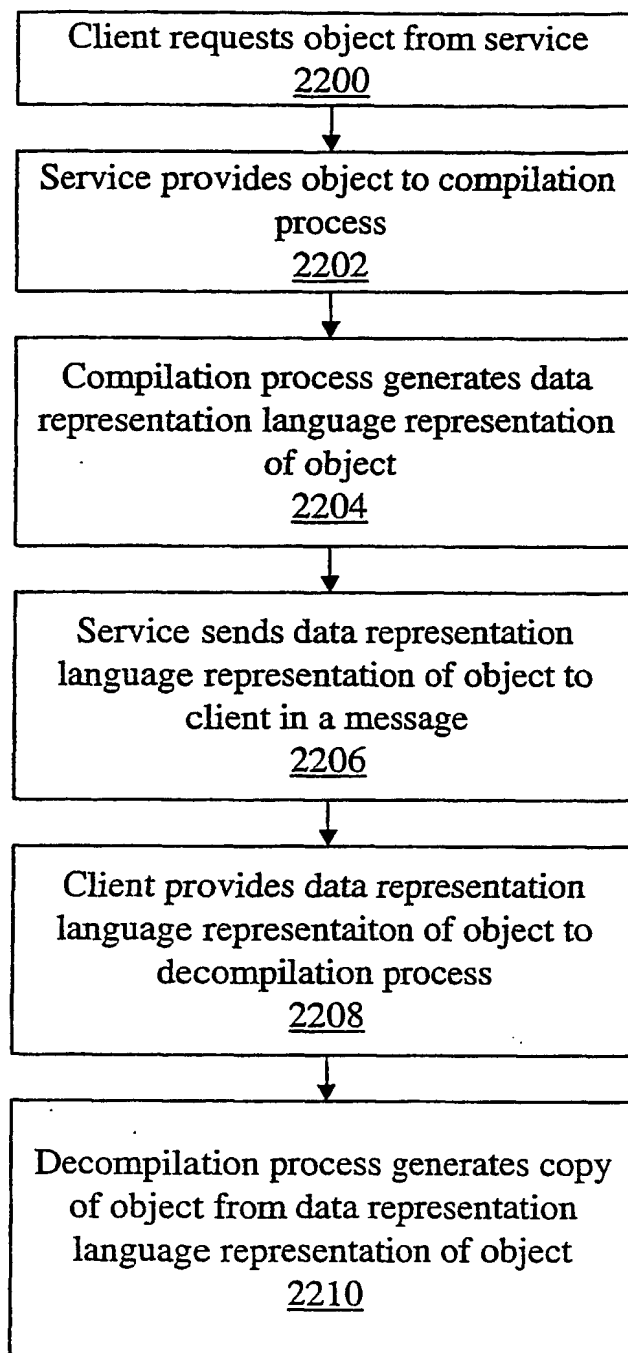 Client requests object from service
2200
Service provides object to compilation
process
2202
Compilation process generates data
representation language representation
of object
2204
Service sends data representation
language representation of object to
client in a message
2206
Client provides data representation
language representaiton of object to
decompilation process
2208
Decompilation process generates copy
of object from data representation
language representation of object
2210